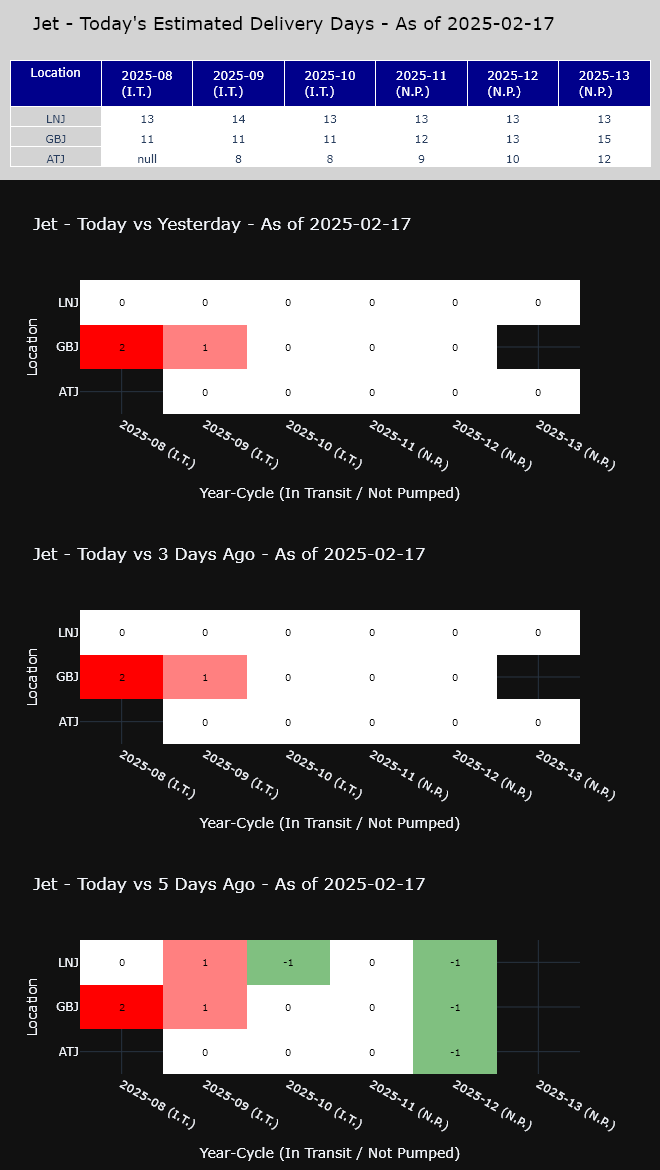 Jet - Today's Estimated Delivery Days - As of 2025-02-17
Location 2025-08 (I.T.) 2025-09 (I.T.) 2025-10 (I.T.) 2025-11 (N.P.) 2025-12 (N.P.) 2025-13 (N.P.)
LNJ 13 14 13 13 13 13
GBJ 11 11 11 12 13 15
ATJ null 8 8 9 10 12
Jet - Today vs Yesterday - As of 2025-02-17
Location
LNJ 0 0 0 0 0 0
GBJ 2 1 0 0 0
ATJ 0 0 0 0 0
2025-08 (I.T.) 2025-09 (I.T.) 2025-10 (I.T.) 2025-11 (N.P.) 2025-12 (N.P.) 2025-13 (N.P.)
Year-Cycle (In Transit / Not Pumped)
Jet - Today vs 3 Days Ago - As of 2025-02-17
Location
LNJ 0 0 0 0 0 0
GBJ 2 1 0 0 0
ATJ 0 0 0 0 0
2025-08 (I.T.) 2025-09 (I.T.) 2025-10 (I.T.) 2025-11 (N.P.) 2025-12 (N.P.) 2025-13 (N.P.)
Year-Cycle (In Transit / Not Pumped)
Jet - Today vs 5 Days Ago - As of 2025-02-17
Location
LNJ 0 1 -1 0 -1
GBJ 2 1 0 0 -1
ATJ 0 0 0 -1
2025-08 (I.T.) 2025-09 (I.T.) 2025-10 (I.T.) 2025-11 (N.P.) 2025-12 (N.P.) 2025-13 (N.P.)
Year-Cycle (In Transit / Not Pumped)